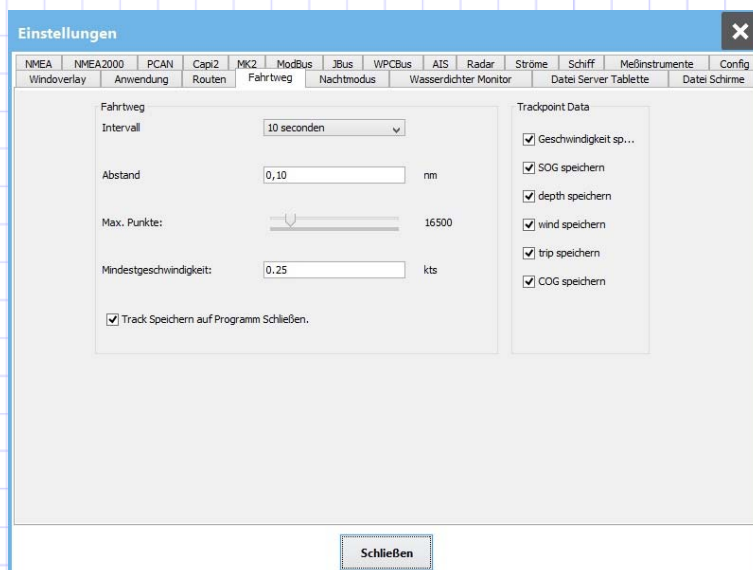 Einstellungen
NMEA NMEA2000 PCAN Capi2 MK2 ModBus JBus WPCBus AIS Radar Ströme Schiff Meßinstrumente Config
Windoverlay Anwendung Routen Fahrtweg Nachtmodus Wasserdichter Monitor Datei Server Tablette Datei Schirme
Fahrtweg
Intervall 10 seconden
Abstand 0,10 nm
Max. Punkte: 16500
Mindestgeschwindigkeit: 0.25 kts
Track Speichern auf Programm Schließen.
Trackpoint Data
Geschwindigkeit sp...
SOG speichern
depth speichern
wind speichern
trip speichern
COG speichern
Schließen